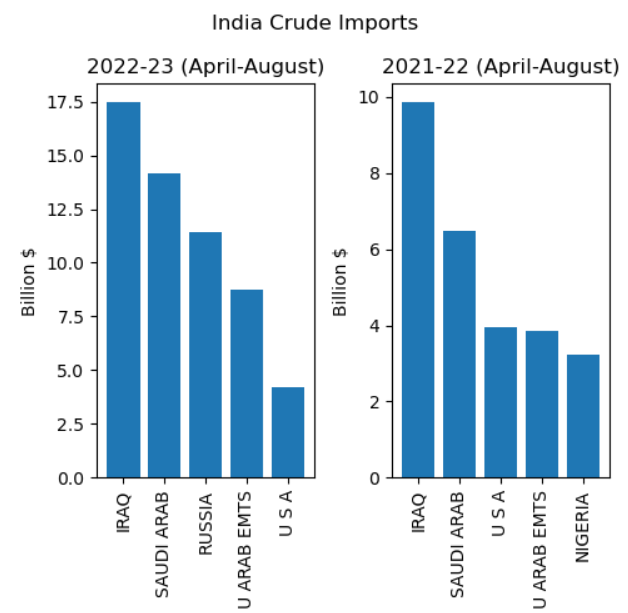 India Crude Imports
2022-23 (April-August)
17.5
15.0
12.5
10.0
7.5
5.0
2.5
0.0
Billion $
IRAQ
SAUDI ARAB
RUSSIA
U ARAB EMTS
U S A
2021-22 (April-August)
10
8
6
4
2
0
Billion $
IRAQ
SAUDI ARAB
U S A
U ARAB EMTS
NIGERIA